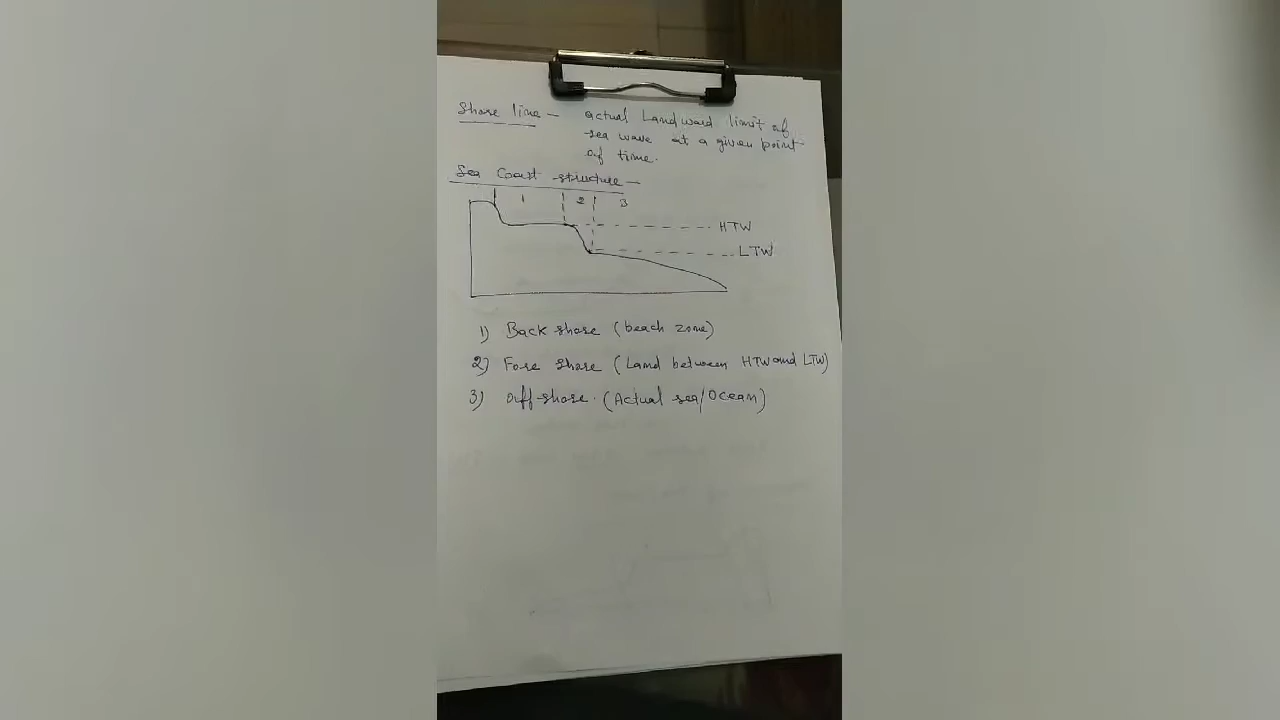 Shore line - actual Landward limit of
sea wave at a given point
of time.
Sea Coast structure -
1 2 3
HTW
LTW
1) Back shore (beach zone)
2) Fore shore (Land between HTW and LTW)
3) Off-shore. (Actual sea/Ocean)